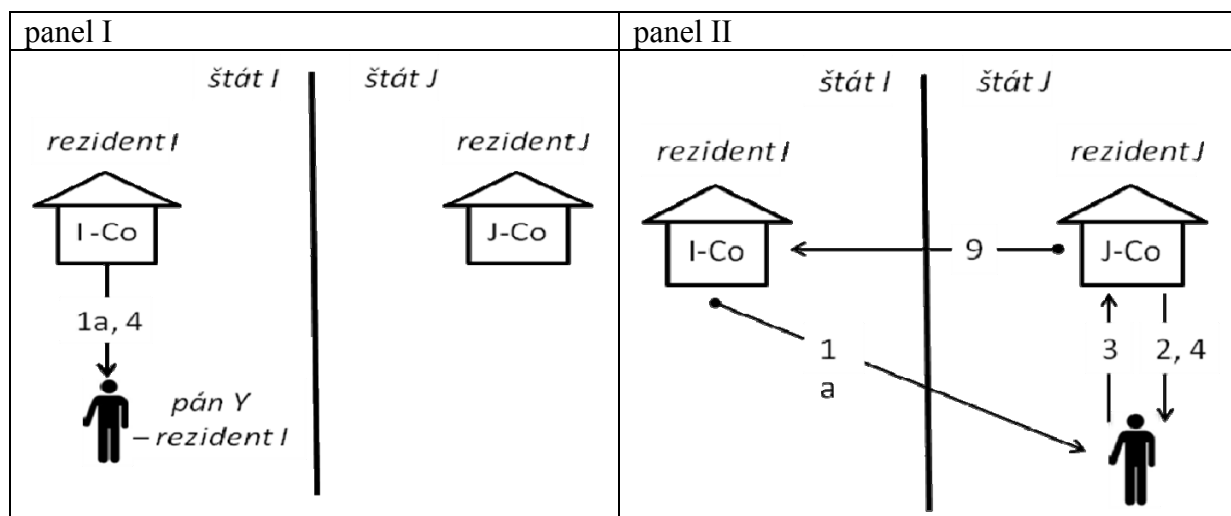 panel I
štát I štát J
rezident I rezident J
I-Co J-Co
1a, 4
pán Y
– rezident I
panel II
štát I štát J
rezident I rezident J
I-Co 9 J-Co
1
a
3 2, 4